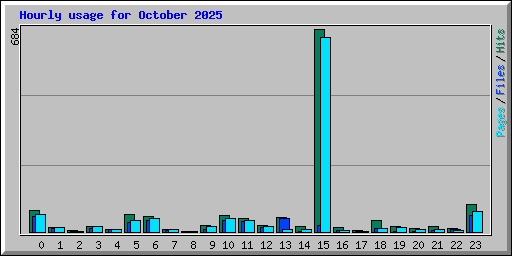 Hourly usage for October 2025
684
Pages/Files/Hits
0 1 2 3 4 5 6 7 8 9 10 11 12 13 14 15 16 17 18 19 20 21 22 23